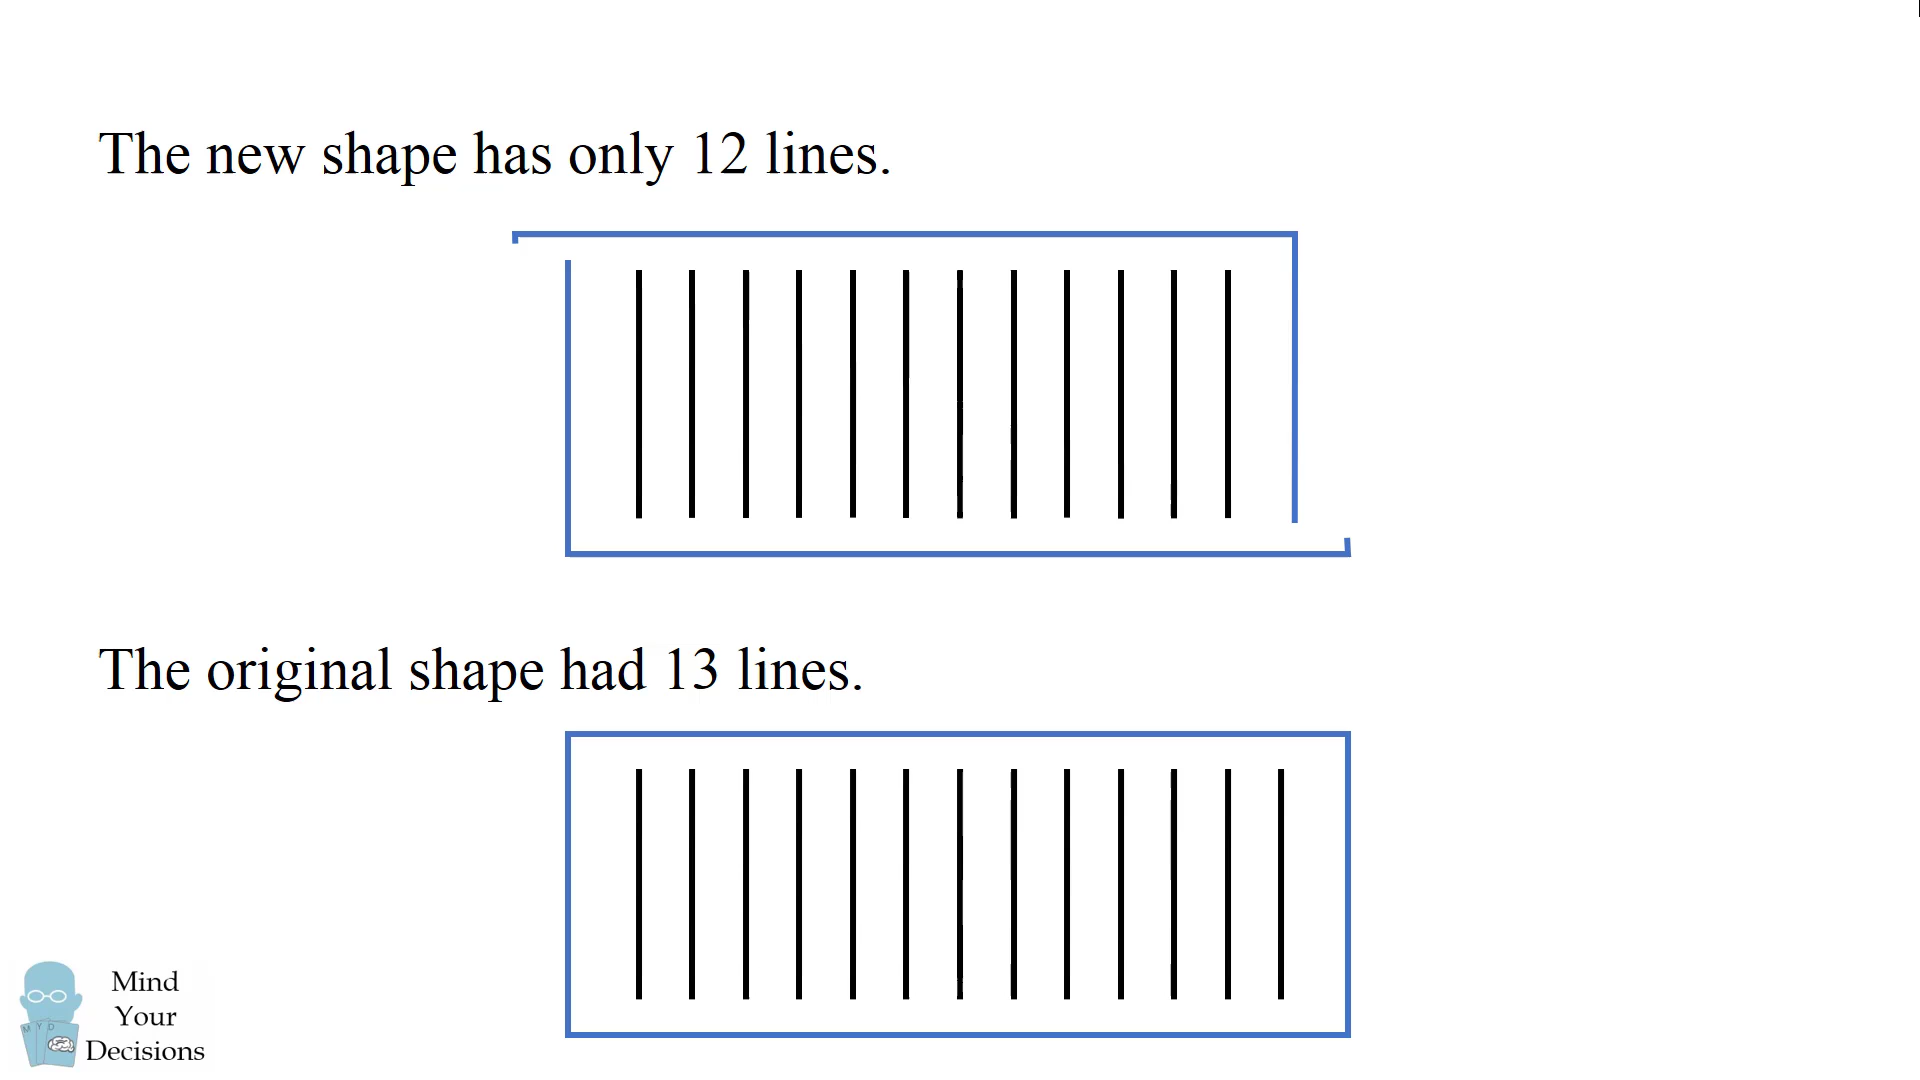 The new shape has only 12 lines.
The original shape had 13 lines.
M Y D
Mind
Your
Decisions